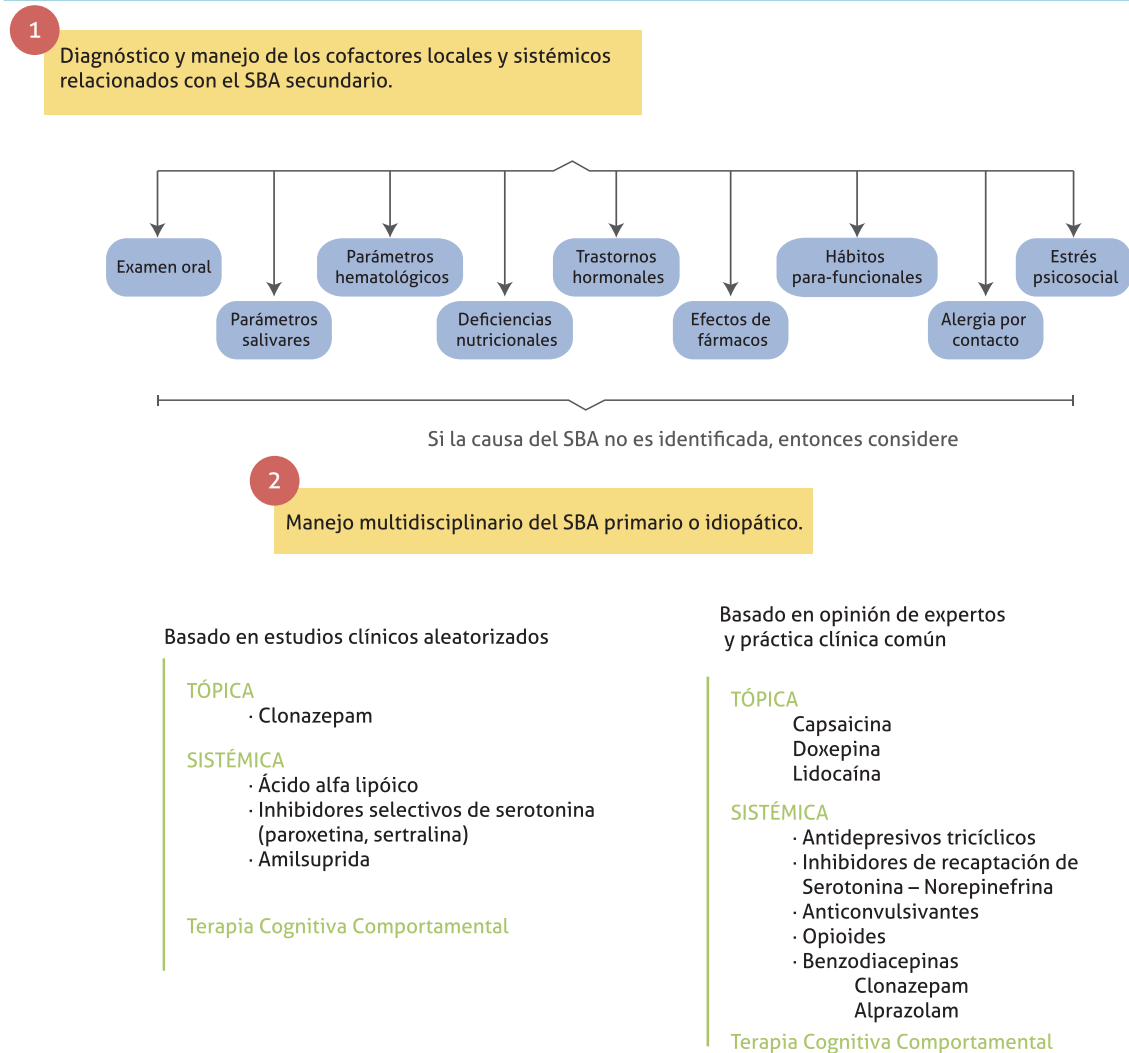 1
Diagnóstico y manejo de los cofactores locales y sistémicos
relacionados con el SBA secundario.
Examen oral
Parámetros
salivares
Parámetros
hematológicos
Deficiencias
nutricionales
Trastornos
hormonales
Efectos de
fármacos
Hábitos
para-funcionales
Alergia por
contacto
Estrés
psicosocial
Si la causa del SBA no es identificada, entonces considere
2
Manejo multidisciplinario del SBA primario o idiopático.
Basado en estudios clínicos aleatorizados
TÓPICA
· Clonazepam
SISTÉMICA
· Ácido alfa lipóico
· Inhibidores selectivos de serotonina
(paroxetina, sertralina)
· Amilsuprida
Terapia Cognitiva Comportamental
Basado en opinión de expertos
y práctica clínica común
TÓPICA
Capsaicina
Doxepina
Lidocaína
SISTÉMICA
· Antidepresivos tricíclicos
· Inhibidores de recaptación de
Serotonina – Norepinefrina
· Anticonvulsivantes
· Opioides
· Benzodiacepinas
Clonazepam
Alprazolam
Terapia Cognitiva Comportamental